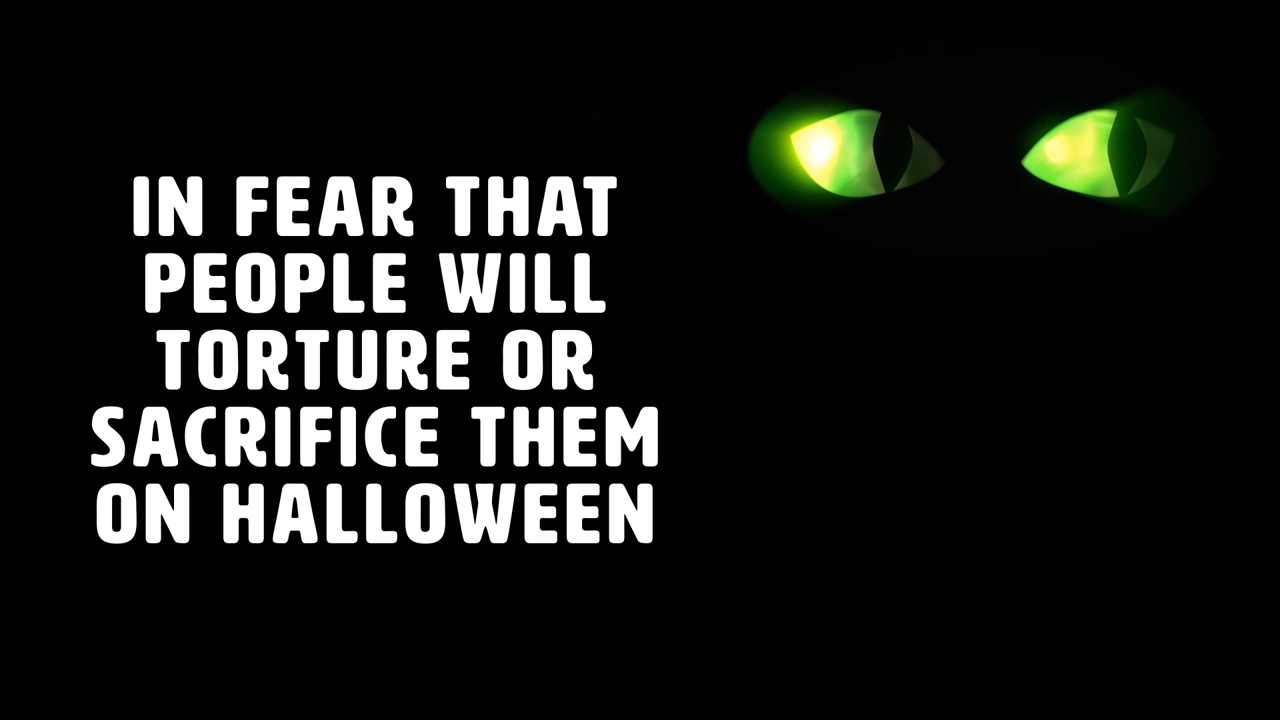 IN FEAR THAT
PEOPLE WILL
TORTURE OR
SACRIFICE THEM
ON HALLOWEEN